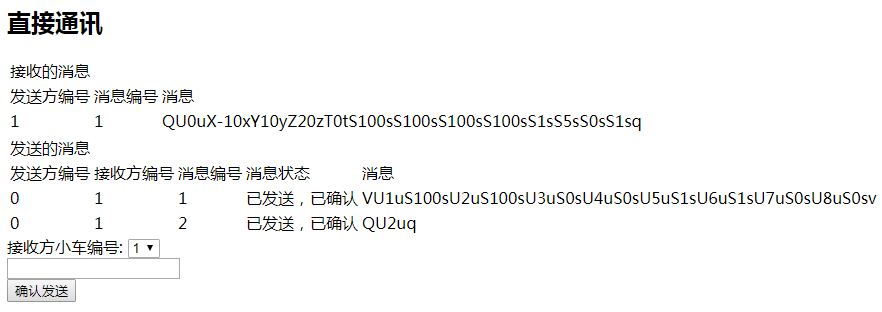 直接通讯
接收的消息
发送方编号 消息编号 消息
1 1 QU0uX-10xY10yZ20zT0tS100sS100sS100sS100sS1sS5sS0sS1sq
发送的消息
发送方编号 接收方编号 消息编号 消息状态 消息
0 1 1 已发送，已确认 VU1uS100sU2uS100sU3uS0sU4uS0sU5uS1sU6uS1sU7uS0sU8uS0sv
0 1 2 已发送，已确认 QU2uq
接收方小车编号: 1
确认发送